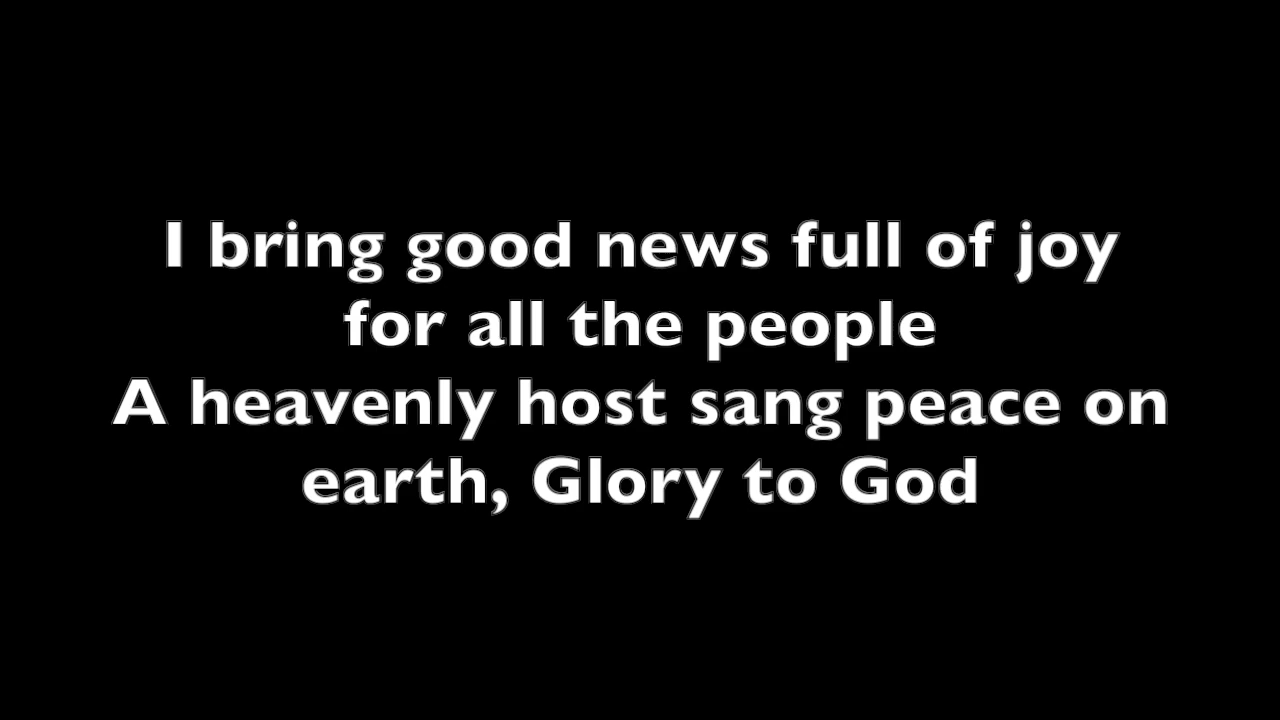 I bring good news full of joy
for all the people
A heavenly host sang peace on
earth, Glory to God